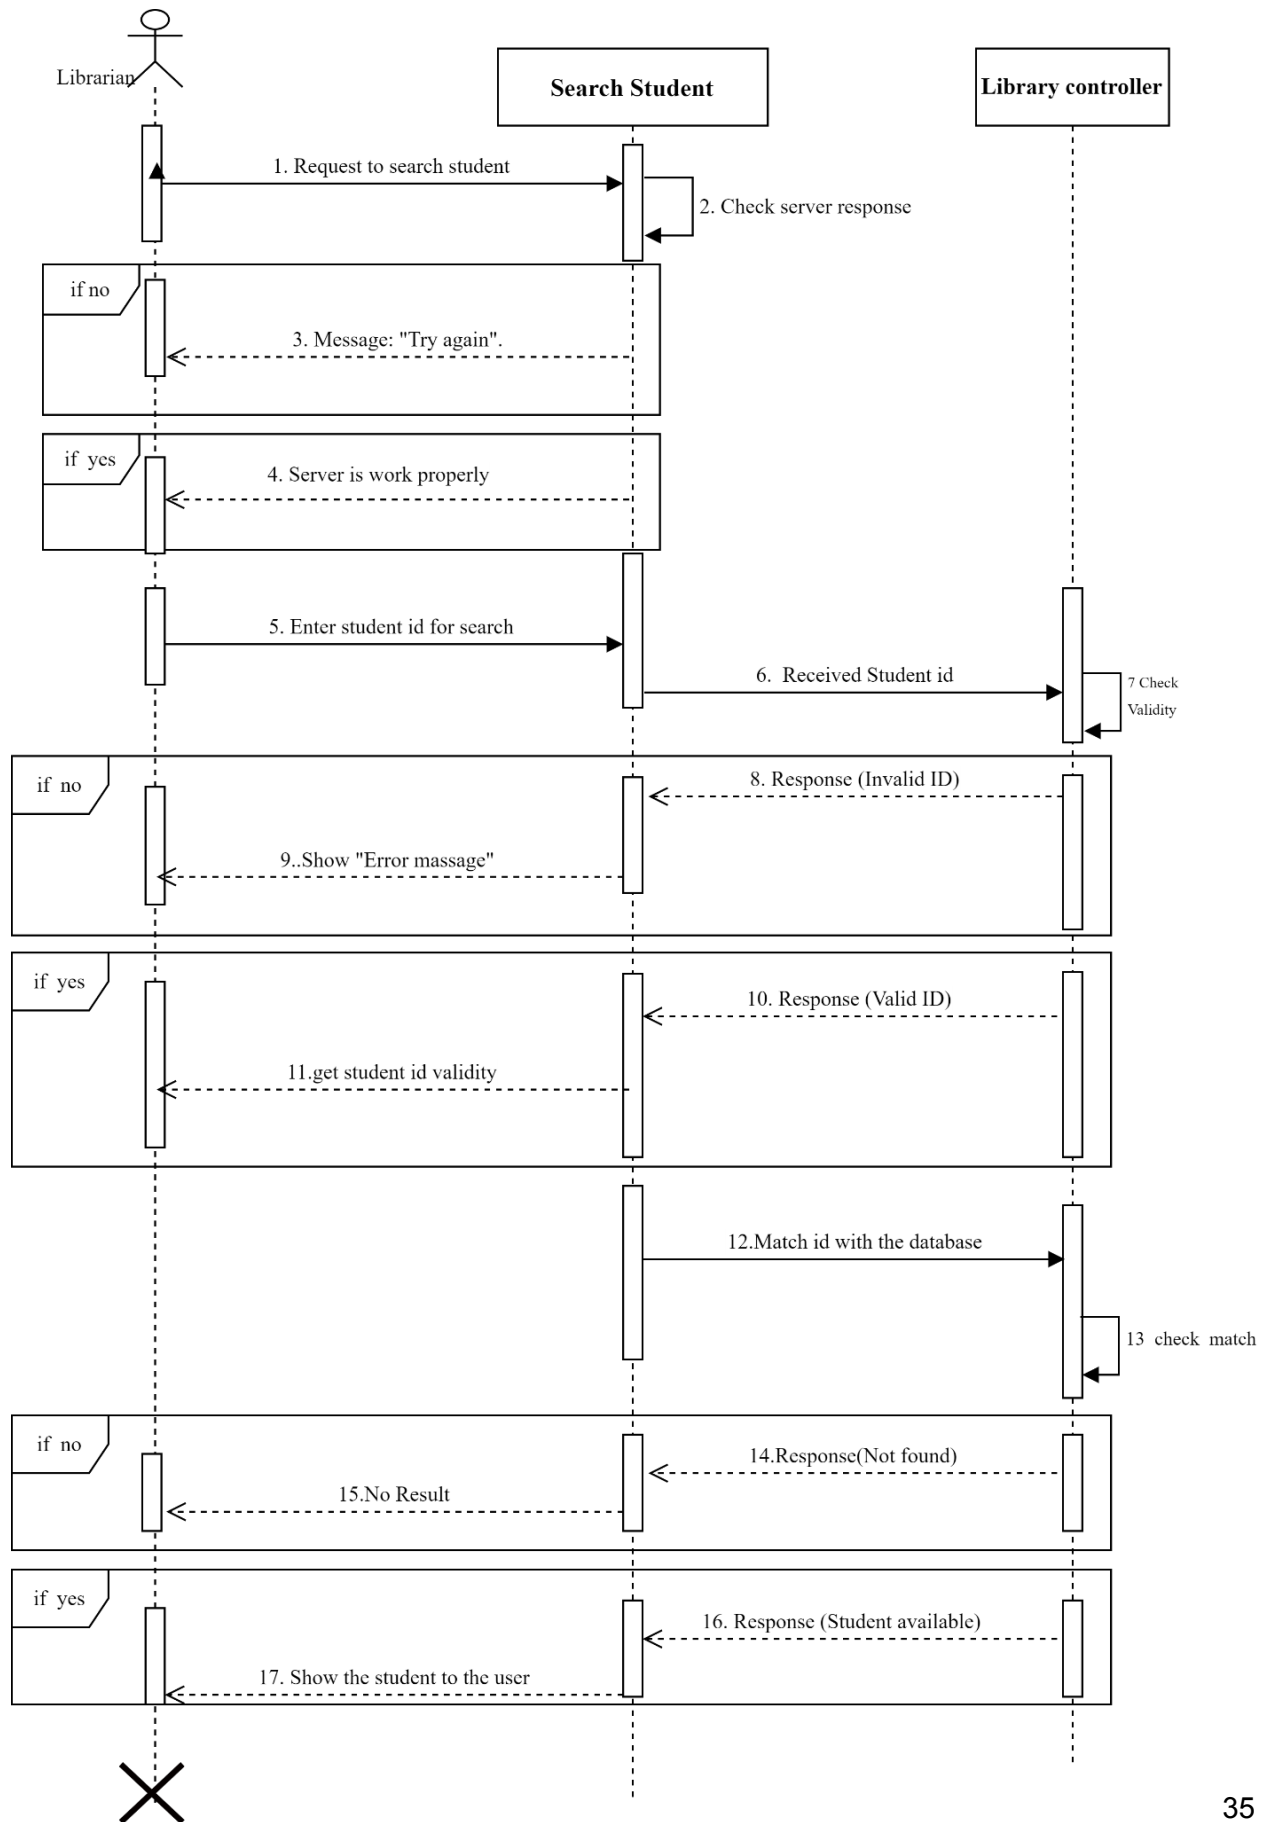 Librarian
Search Student
Library controller
1. Request to search student
2. Check server response
if no
3. Message: "Try again".
if yes
4. Server is work properly
5. Enter student id for search
6. Received Student id
7 Check
Validity
if no
8. Response (Invalid ID)
9..Show "Error massage"
if yes
10. Response (Valid ID)
11.get student id validity
12.Match id with the database
13 check match
if no
14.Response(Not found)
15.No Result
if yes
16. Response (Student available)
17. Show the student to the user
35